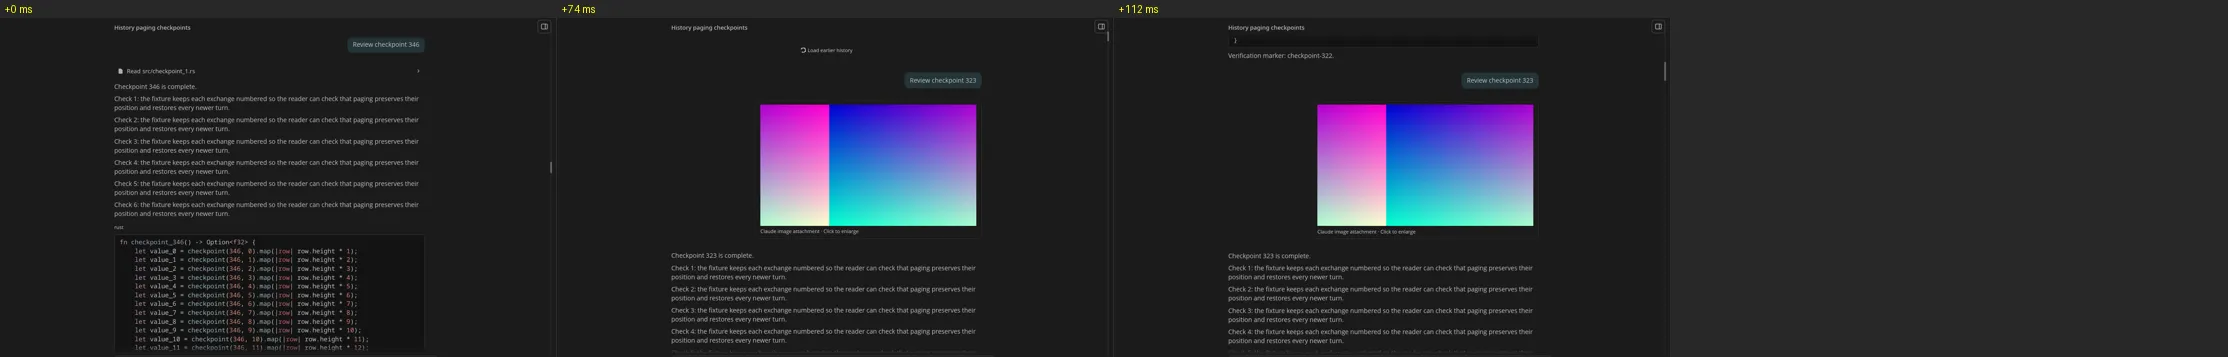 +0 ms
History paging checkpoints
Review checkpoint 346
Read src/checkpoint_1.rs
Checkpoint 346 is complete.
Check 1: the fixture keeps each exchange numbered so the reader can check that paging preserves their
position and restores every newer turn.
Check 2: the fixture keeps each exchange numbered so the reader can check that paging preserves their
position and restores every newer turn.
Check 3: the fixture keeps each exchange numbered so the reader can check that paging preserves their
position and restores every newer turn.
Check 4: the fixture keeps each exchange numbered so the reader can check that paging preserves their
position and restores every newer turn.
Check 5: the fixture keeps each exchange numbered so the reader can check that paging preserves their
position and restores every newer turn.
Check 6: the fixture keeps each exchange numbered so the reader can check that paging preserves their
position and restores every newer turn.
rust
fn checkpoint_346() -> Option<f32> {
let value_0 = checkpoint(346, 0).map(|row| row.height * 1);
let value_1 = checkpoint(346, 1).map(|row| row.height * 2);
let value_2 = checkpoint(346, 2).map(|row| row.height * 3);
let value_3 = checkpoint(346, 3).map(|row| row.height * 4);
let value_4 = checkpoint(346, 4).map(|row| row.height * 5);
let value_5 = checkpoint(346, 5).map(|row| row.height * 6);
let value_6 = checkpoint(346, 6).map(|row| row.height * 7);
let value_7 = checkpoint(346, 7).map(|row| row.height * 8);
let value_8 = checkpoint(346, 8).map(|row| row.height * 9);
let value_9 = checkpoint(346, 9).map(|row| row.height * 10);
let value_10 = checkpoint(346, 10).map(|row| row.height * 11);
let value_11 = checkpoint(346, 11).map(|row| row.height * 12);
+74 ms
History paging checkpoints
Load earlier history
Review checkpoint 323
Claude image attachment · Click to enlarge
Checkpoint 323 is complete.
Check 1: the fixture keeps each exchange numbered so the reader can check that paging preserves their
position and restores every newer turn.
Check 2: the fixture keeps each exchange numbered so the reader can check that paging preserves their
position and restores every newer turn.
Check 3: the fixture keeps each exchange numbered so the reader can check that paging preserves their
position and restores every newer turn.
Check 4: the fixture keeps each exchange numbered so the reader can check that paging preserves their
position and restores every newer turn.
+112 ms
History paging checkpoints
}
Verification marker: checkpoint-322.
Review checkpoint 323
Claude image attachment · Click to enlarge
Checkpoint 323 is complete.
Check 1: the fixture keeps each exchange numbered so the reader can check that paging preserves their
position and restores every newer turn.
Check 2: the fixture keeps each exchange numbered so the reader can check that paging preserves their
position and restores every newer turn.
Check 3: the fixture keeps each exchange numbered so the reader can check that paging preserves their
position and restores every newer turn.
Check 4: the fixture keeps each exchange numbered so the reader can check that paging preserves their
position and restores every newer turn.